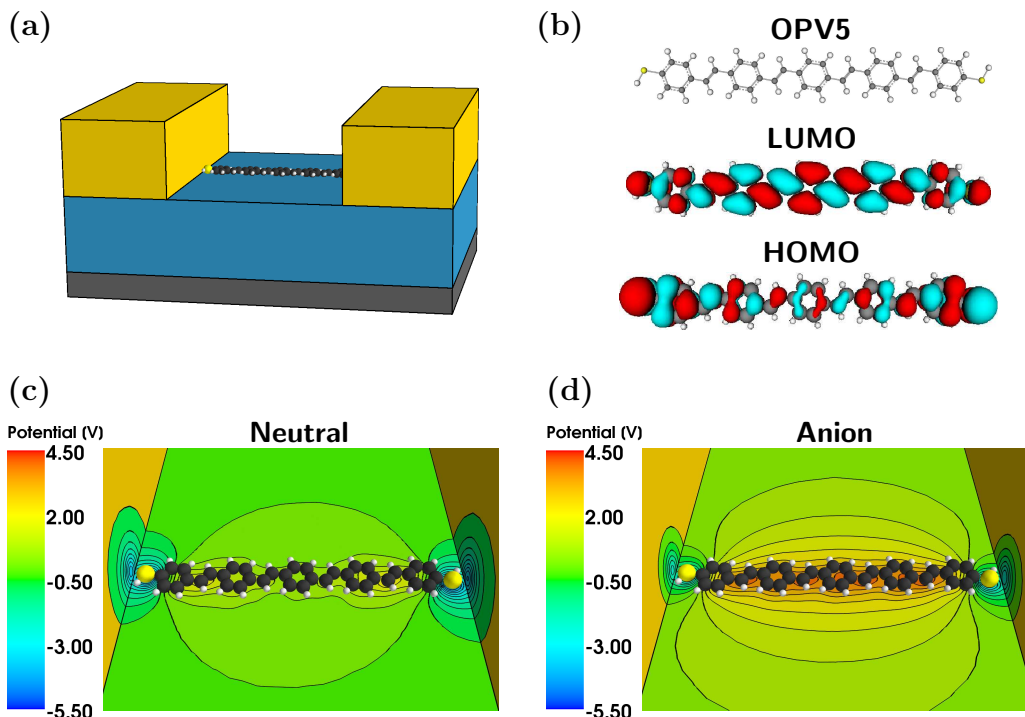 (a)
(b)
OPV5
LUMO
HOMO
(c)
(d)
Potential (V)
Neutral
4.50
2.00
-0.50
-3.00
-5.50
Potential (V)
Anion
4.50
2.00
-0.50
-3.00
-5.50